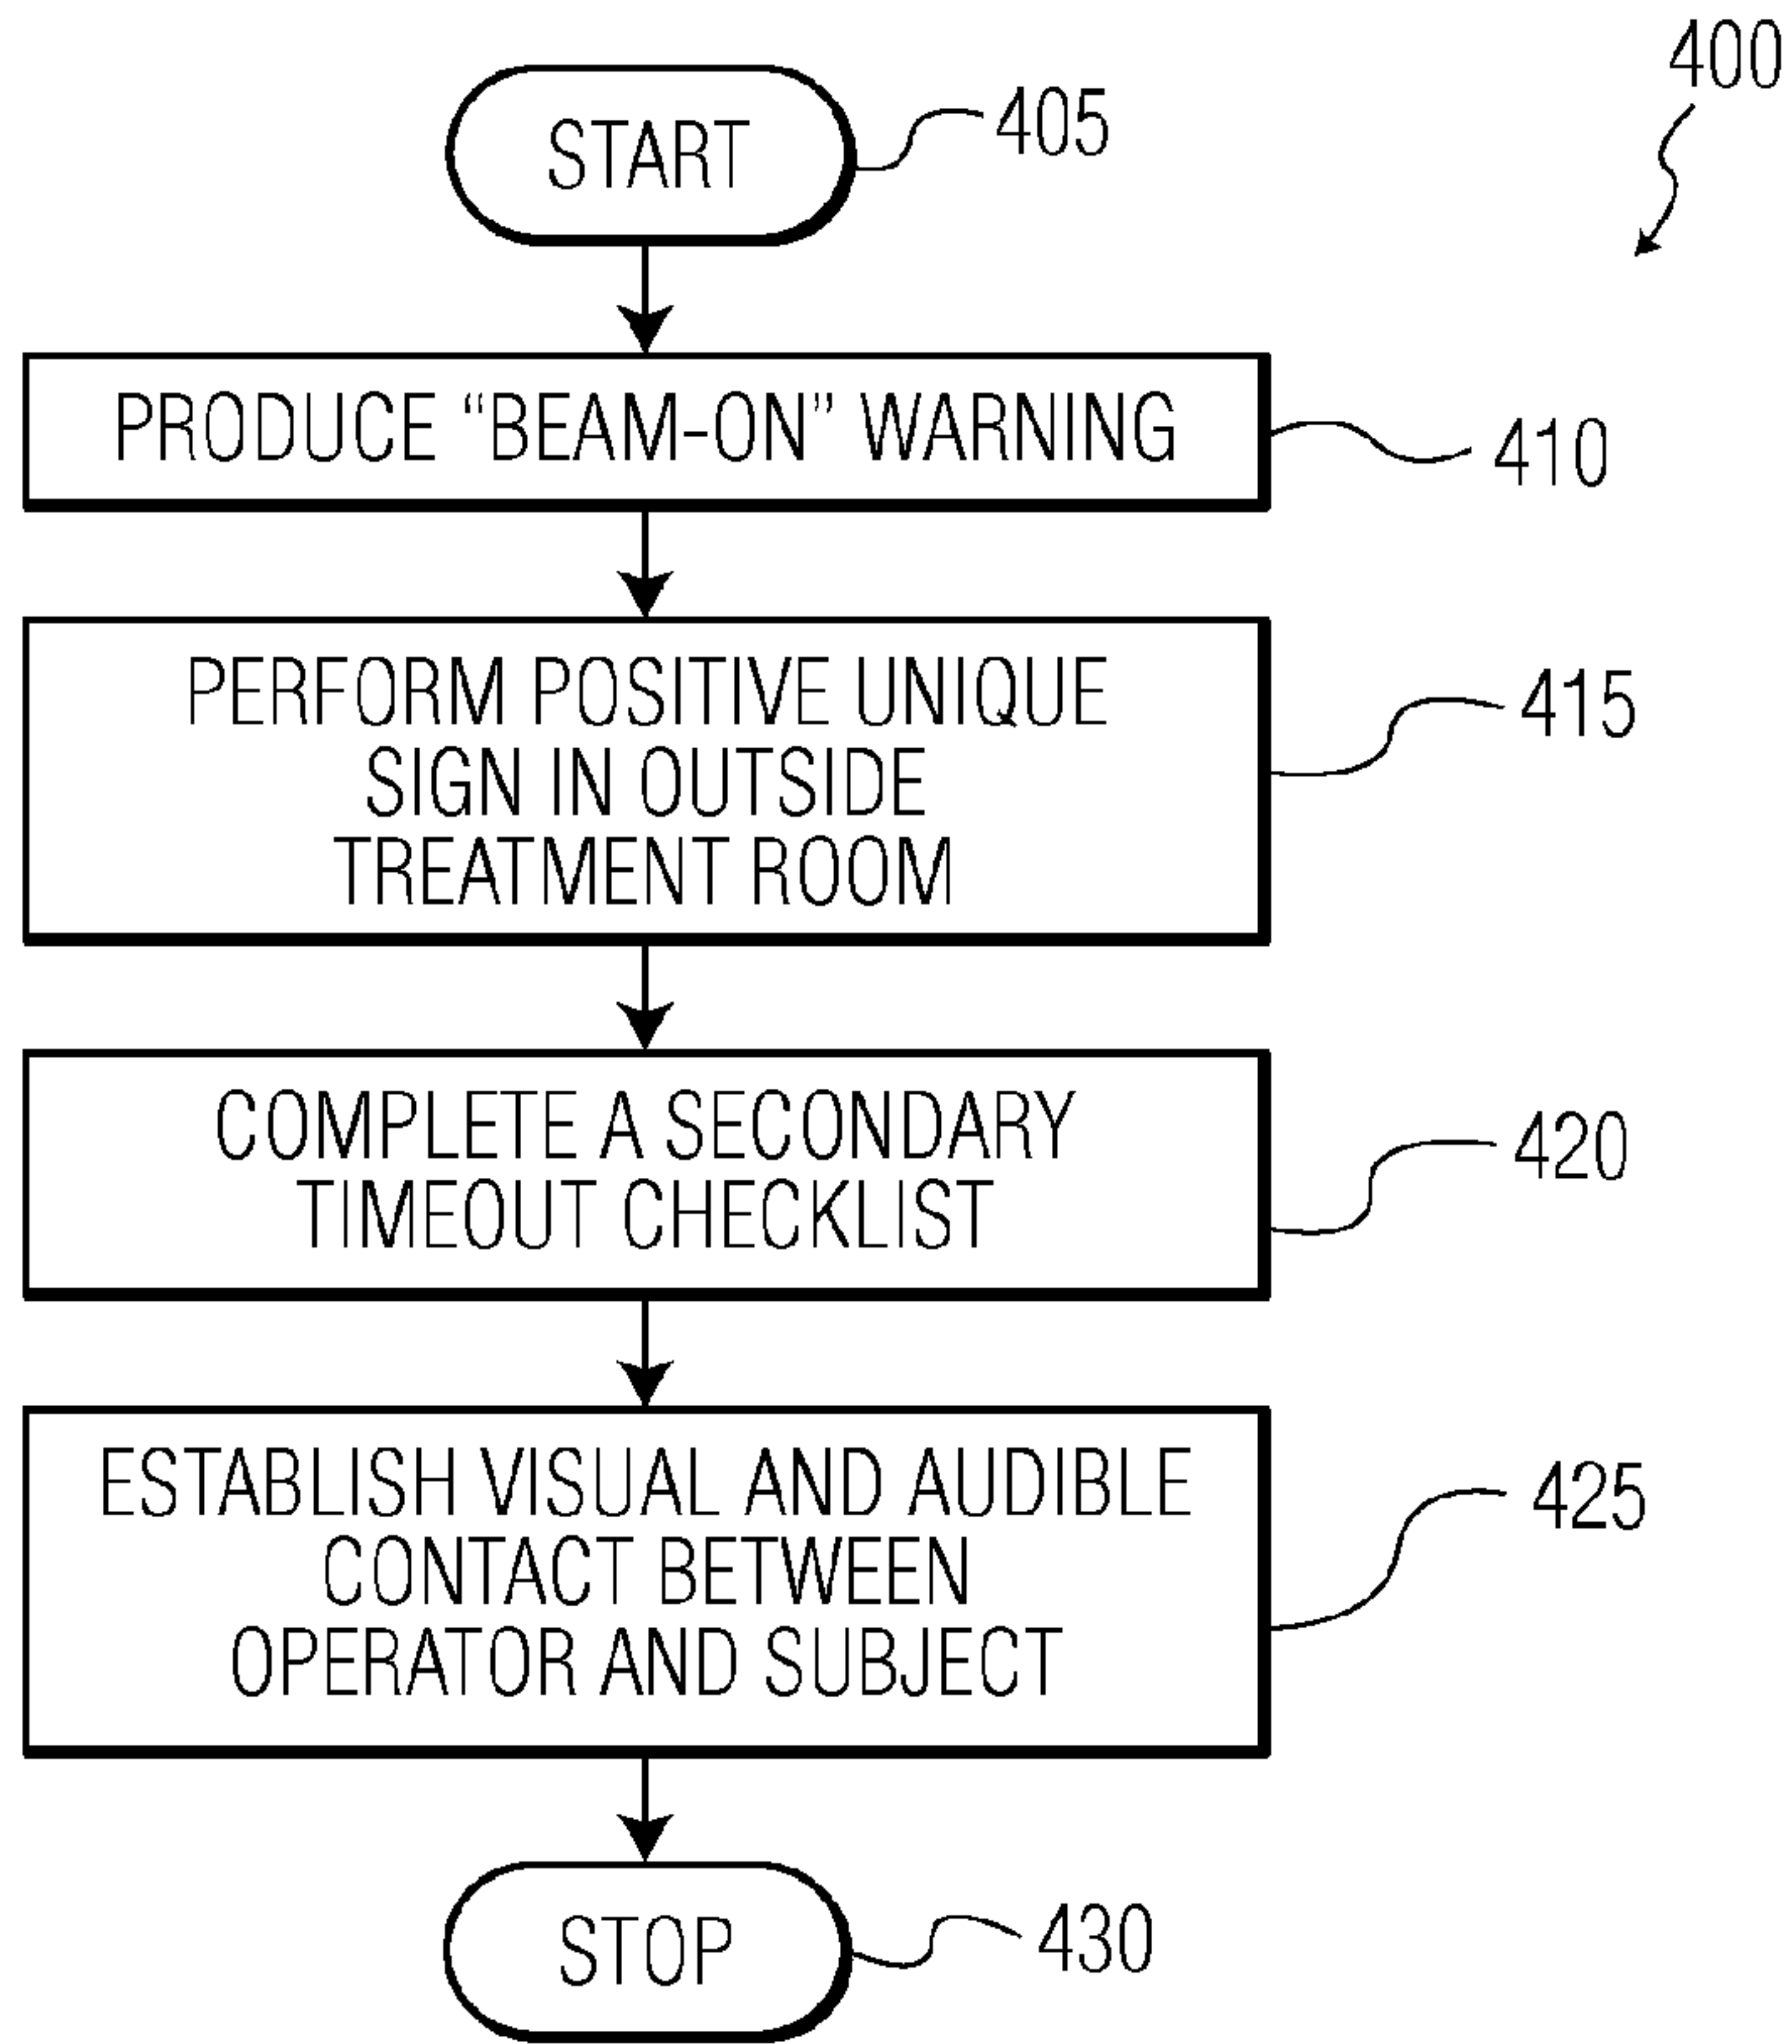 400
START
405
PRODUCE “BEAM-ON” WARNING
410
PERFORM POSITIVE UNIQUE
SIGN IN OUTSIDE
TREATMENT ROOM
415
COMPLETE A SECONDARY
TIMEOUT CHECKLIST
420
ESTABLISH VISUAL AND AUDIBLE
CONTACT BETWEEN
OPERATOR AND SUBJECT
425
STOP
430